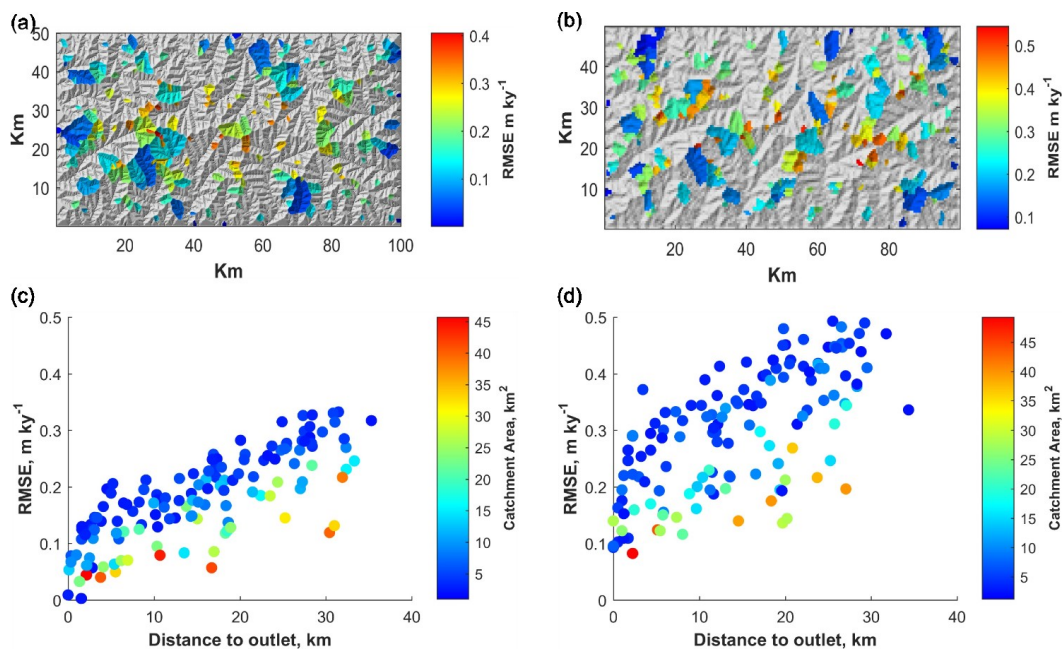 (a)
50
40
30
20
10
Km
20 40 60 80 100
Km
0.4
0.3
0.2
0.1
RMSE m ky-1
(b)
40
30
20
10
Km
20 40 60 80
Km
0.5
0.4
0.3
0.2
0.1
RMSE m ky-1
(c)
0.5
0.4
0.3
0.2
0.1
0
RMSE, m ky-1
0 10 20 30 40
Distance to outlet, km
45
40
35
30
25
20
15
10
5
Catchment Area, km2
(d)
0.5
0.4
0.3
0.2
0.1
0
RMSE, m ky-1
0 10 20 30 40
Distance to outlet, km
45
40
35
30
25
20
15
10
5
Catchment Area, km2